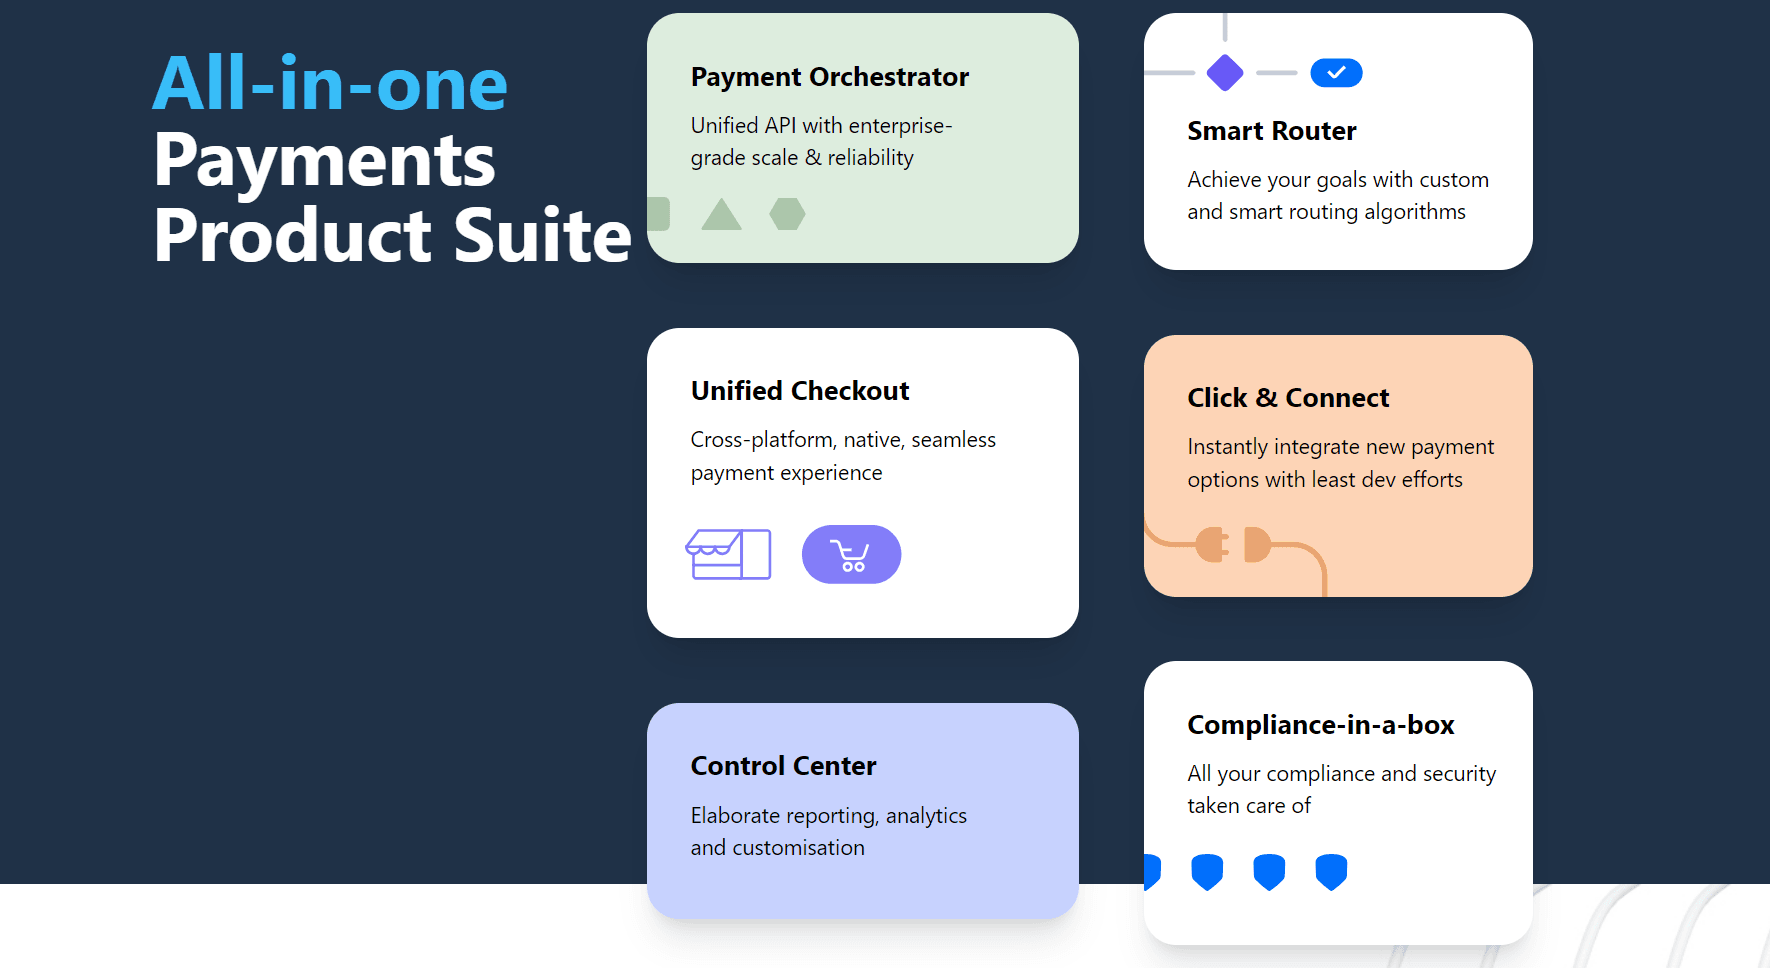 All-in-one
Payments
Product Suite
Payment Orchestrator
Unified API with enterprise-
grade scale & reliability
Smart Router
Achieve your goals with custom
and smart routing algorithms
Unified Checkout
Cross-platform, native, seamless
payment experience
Click & Connect
Instantly integrate new payment
options with least dev efforts
Control Center
Elaborate reporting, analytics
and customisation
Compliance-in-a-box
All your compliance and security
taken care of